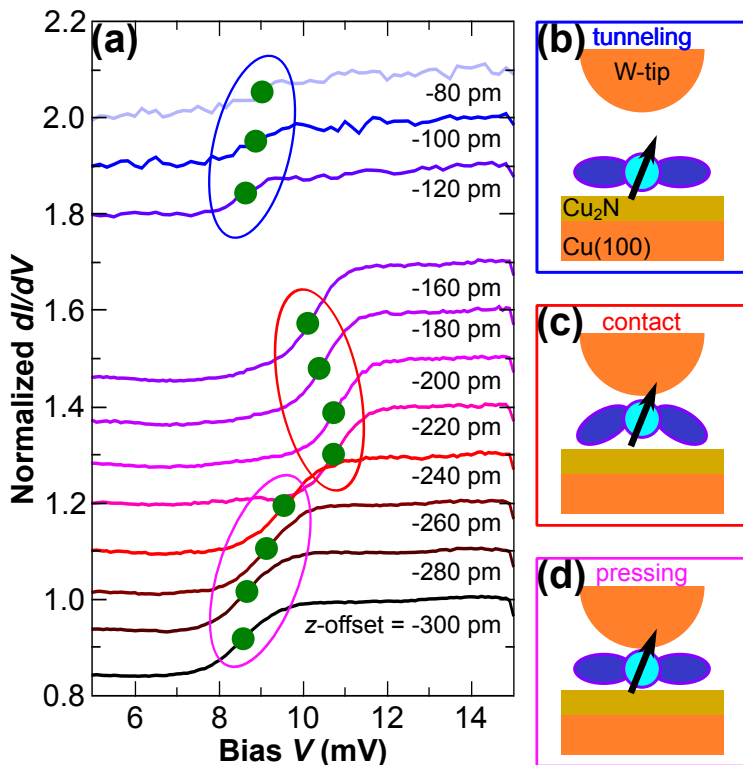 (a)
2.2
2.0
1.8
1.6
1.4
1.2
1.0
0.8
Normalized dI/dV
-80 pm
-100 pm
-120 pm
-160 pm
-180 pm
-200 pm
-220 pm
-240 pm
-260 pm
-280 pm
z-offset = -300 pm
6 8 10 12 14
Bias V (mV)
(b) tunneling
W-tip
Cu₂N
Cu(100)
(c) contact
(d) pressing